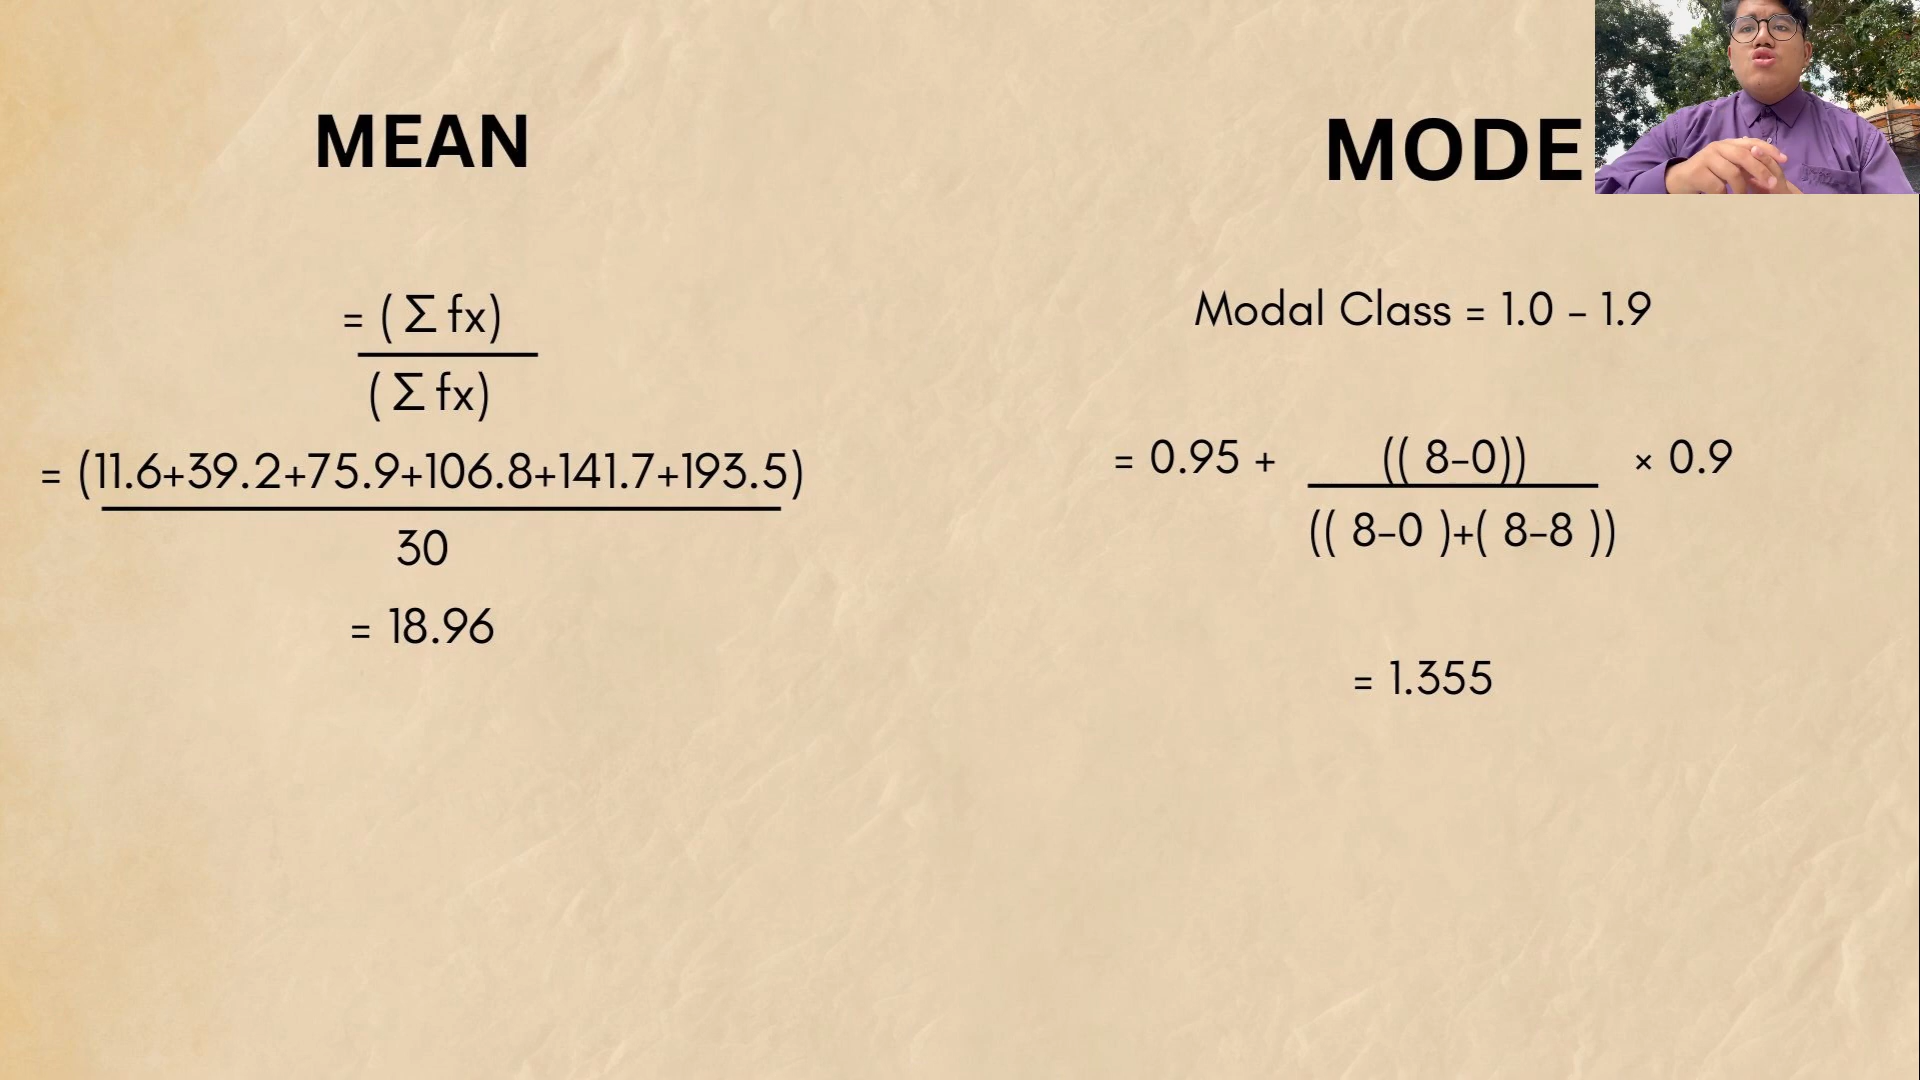 MEAN
= ( Σ fx)
( Σ fx)
= (11.6+39.2+75.9+106.8+141.7+193.5)
30
= 18.96
MODE
Modal Class = 1.0 – 1.9
= 0.95 + (( 8–0)) × 0.9
(( 8–0 )+( 8–8 ))
= 1.355